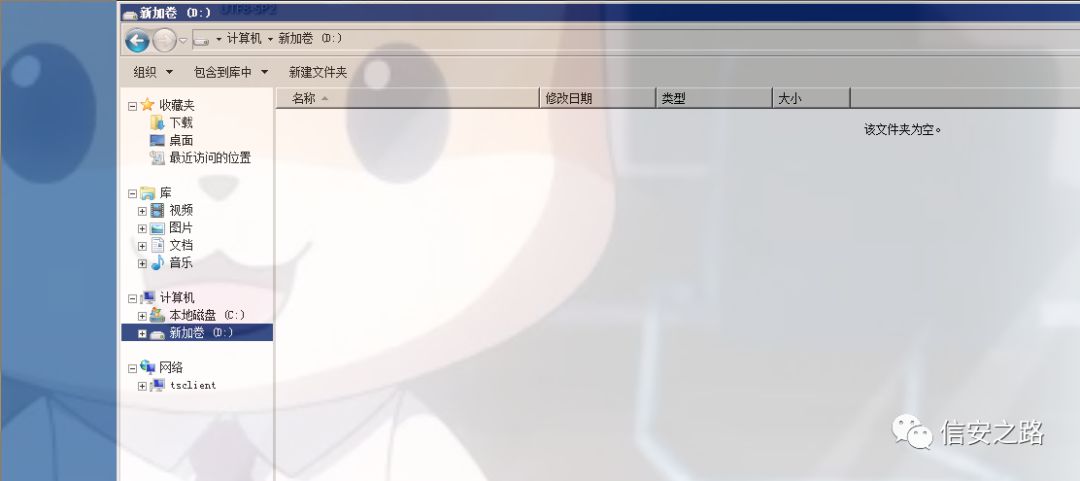 新加卷 (D:)
UTF8-SP2
计算机 新加卷 (D:)
组织 包含到库中 新建文件夹
名称 修改日期 类型 大小
该文件夹为空。
收藏夹
下载
桌面
最近访问的位置
库
视频
图片
文档
音乐
计算机
本地磁盘 (C:)
新加卷 (D:)
网络
tsclient
信安之路